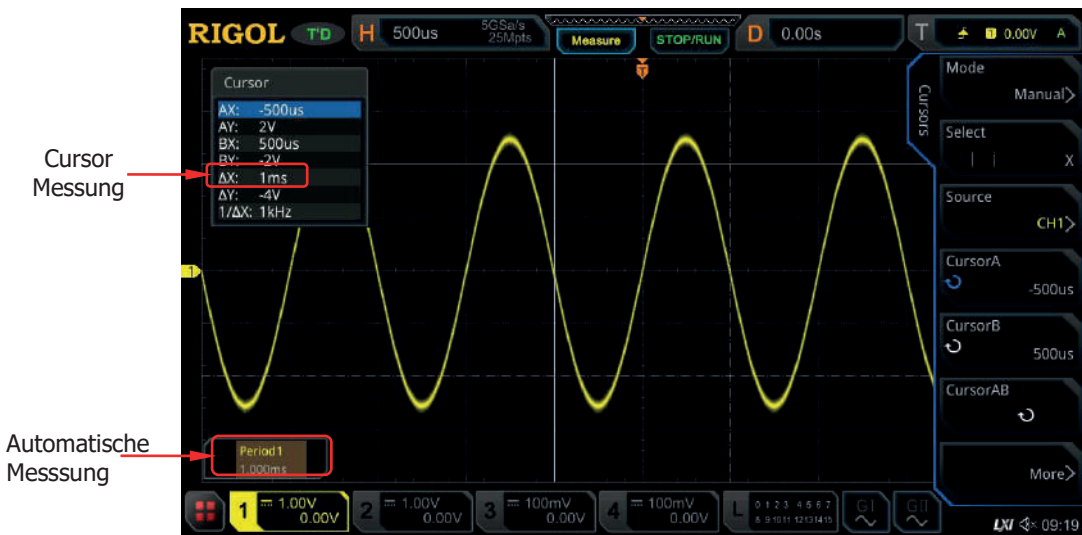 RIGOL T'D H 500us 5GSa/s Measure STOP/RUN D 0.00s T 1 0.00V A
25Mpts
T
Cursor
AX: -500us
AY: 2V
BX: 500us
BY: -2V
ΔX: 1ms
ΔY: -4V
1/ΔX: 1kHz
Cursor
Messung
1
Automatische
Messsung
Period1
1.000ms
Cursors
Mode
Manual>
Select
X
Source
CH1>
CursorA
-500us
CursorB
500us
CursorAB
More>
1 1.00V
0.00V
2 1.00V
0.00V
3 100mV
0.00V
4 100mV
0.00V
L 0 1 2 3 4 5 6 7
8 9 10 11 12 13 14 15
GI
GII
LXI 09:19